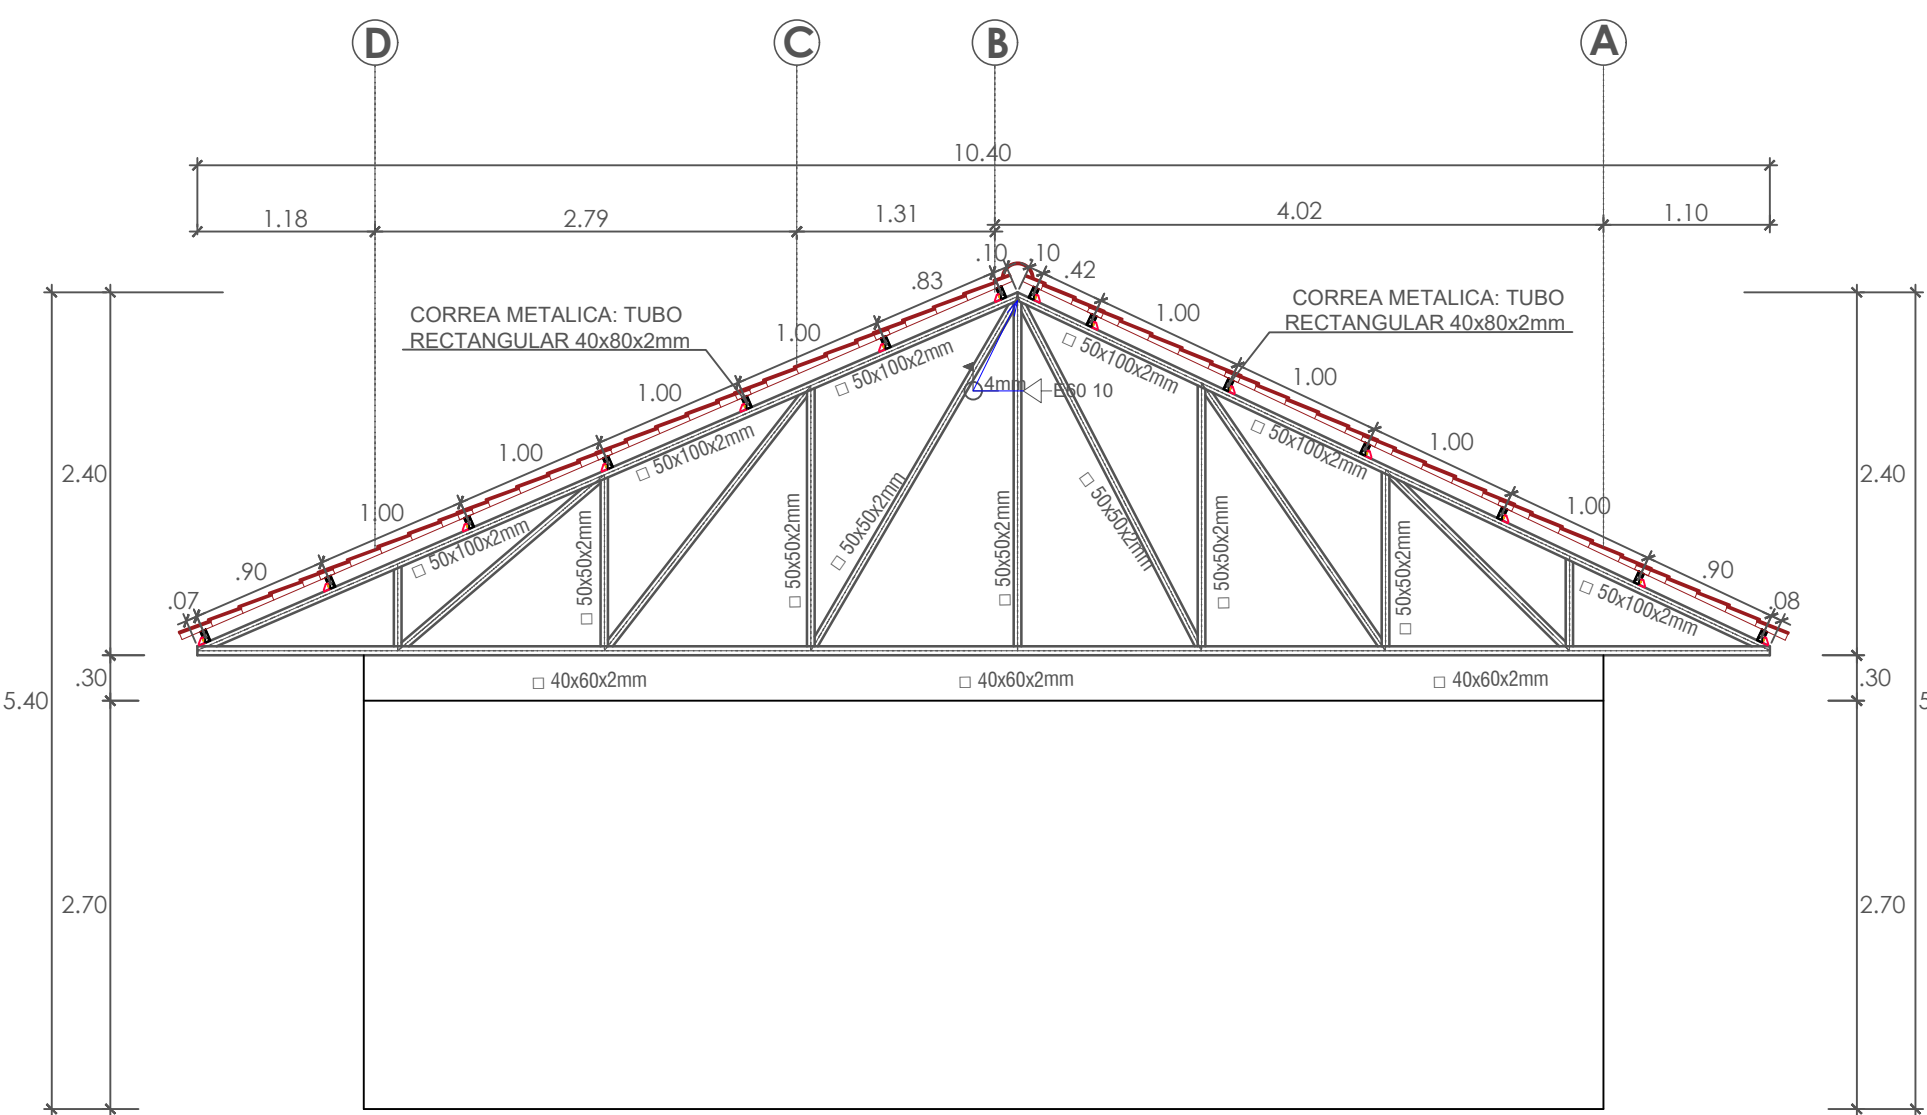 D
C
B
A
10.40
1.18
2.79
1.31
4.02
1.10
.10
.10
.83
.42
CORREA METALICA: TUBO
RECTANGULAR 40x80x2mm
CORREA METALICA: TUBO
RECTANGULAR 40x80x2mm
1.00
1.00
1.00
1.00
.90
.07
1.00
1.00
1.00
1.00
.90
.08
□ 50x100x2mm
□ 50x100x2mm
□ 50x100x2mm
□ 50x100x2mm
□ 50x100x2mm
□ 50x100x2mm
4mm
E60 10
□ 50x50x2mm
□ 50x50x2mm
□ 50x50x2mm
□ 50x50x2mm
□ 50x50x2mm
□ 50x50x2mm
□ 50x50x2mm
□ 40x60x2mm
□ 40x60x2mm
□ 40x60x2mm
2.40
.30
5.40
2.70
2.40
.30
5
2.70